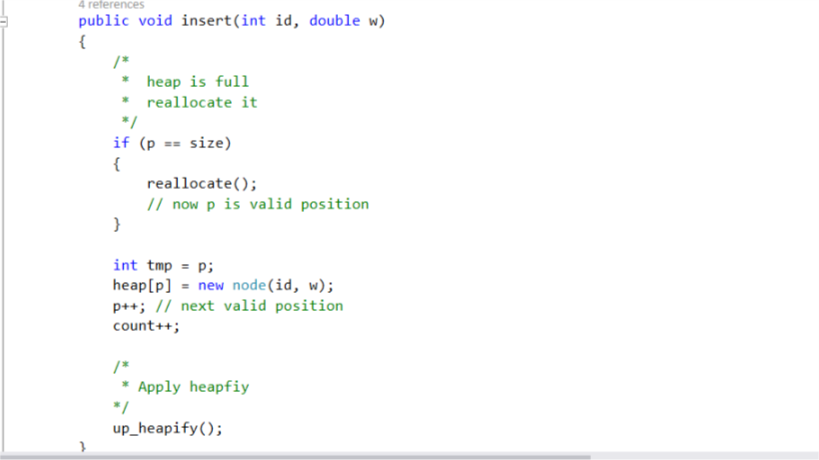 4 references
public void insert(int id, double w)
{
/*
* heap is full
* reallocate it
*/
if (p == size)
{
reallocate();
// now p is valid position
}
int tmp = p;
heap[p] = new node(id, w);
p++; // next valid position
count++;
/*
* Apply heapfiy
*/
up_heapify();
}